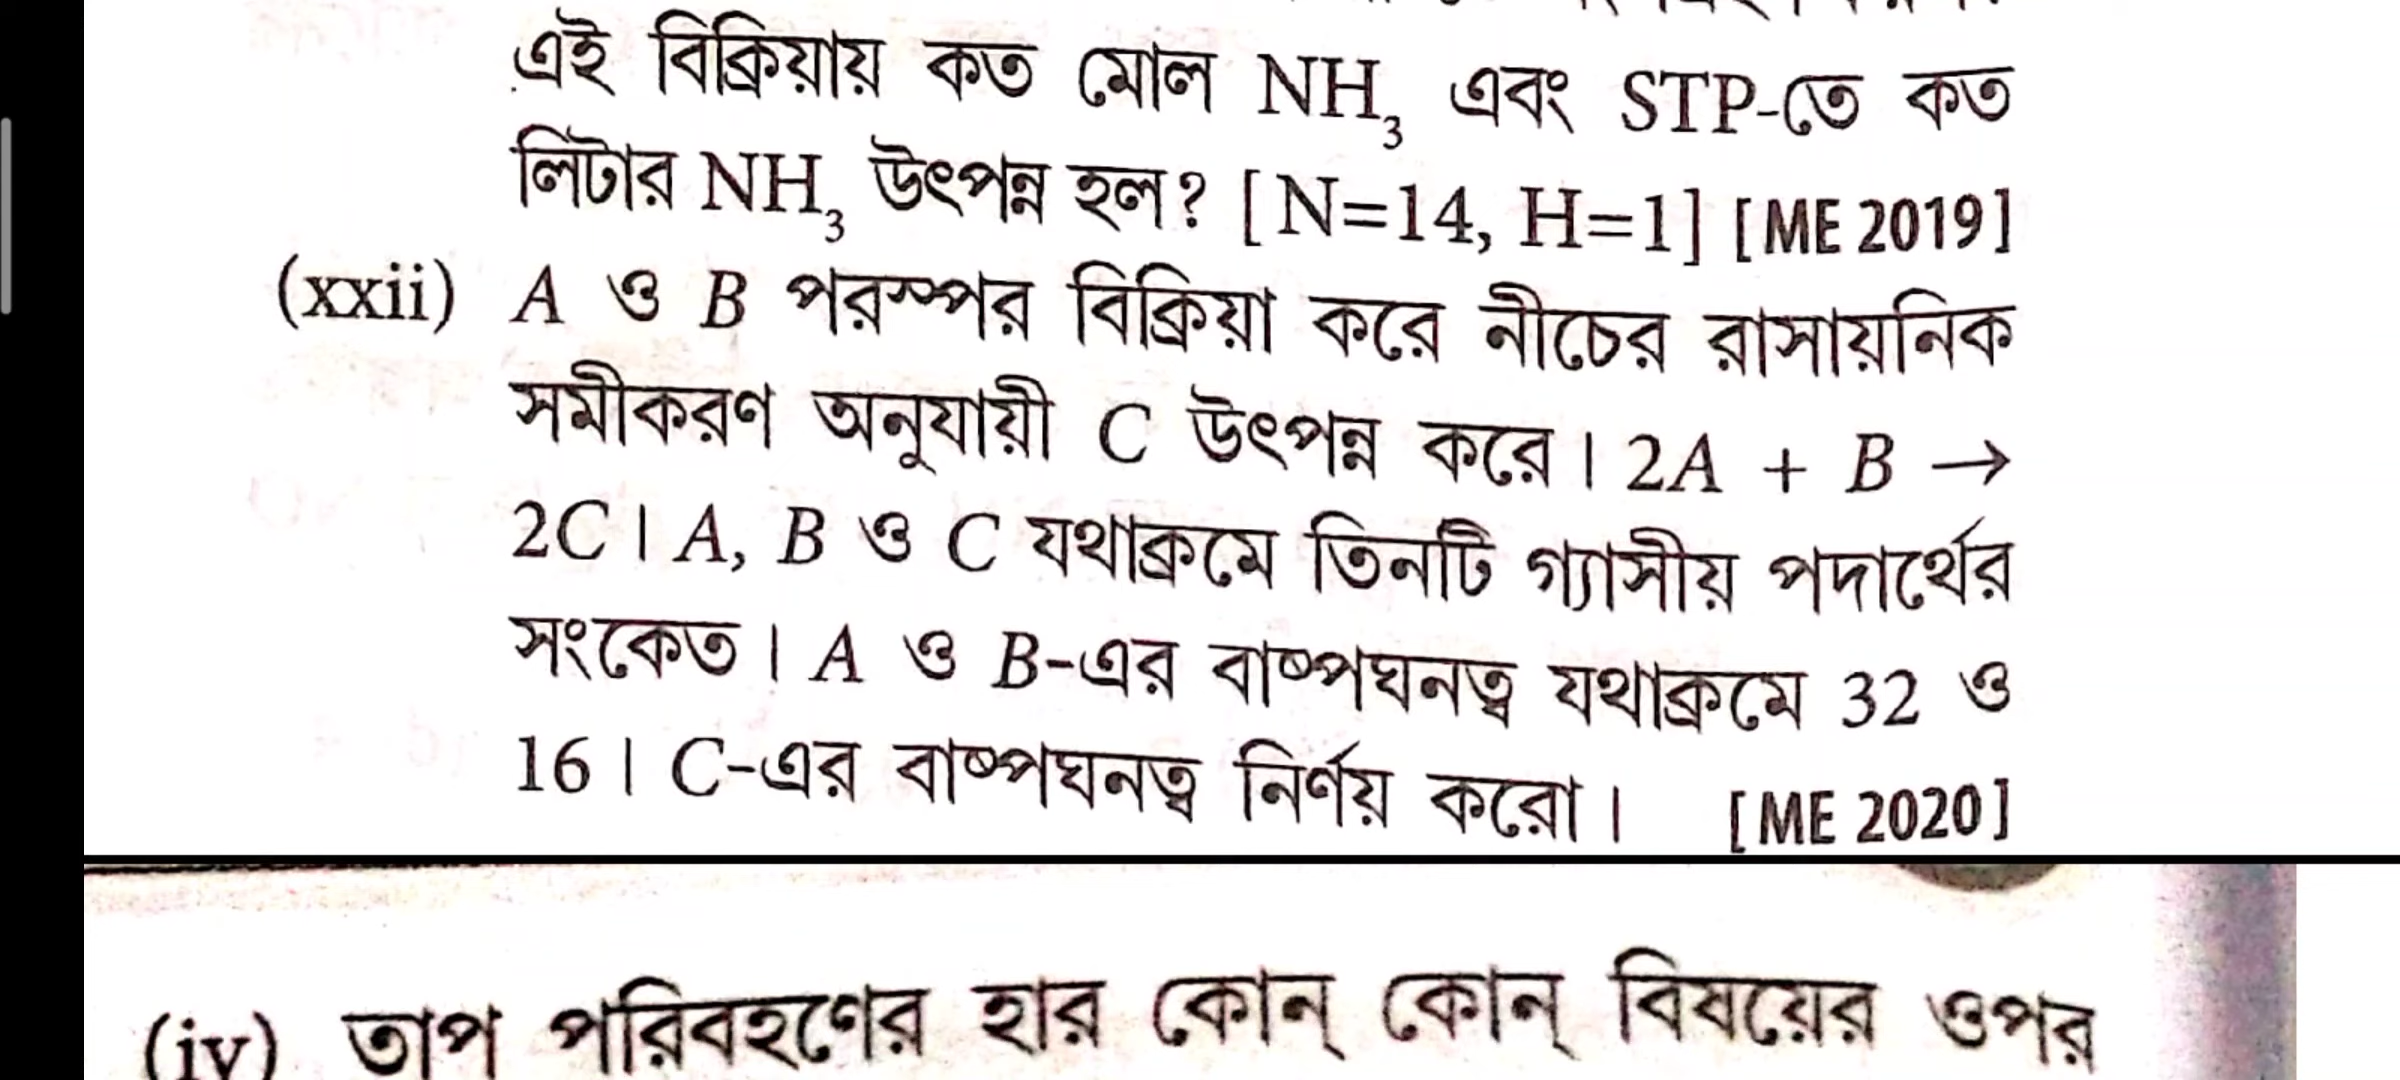 এই বিক্রিয়ায় কত মোল NH₃ এবং STP-তে কত
লিটার NH₃ উৎপন্ন হল? [N=14, H=1] [ME 2019]
(xxii) A ও B পরস্পর বিক্রিয়া করে নীচের রাসায়নিক
সমীকরণ অনুযায়ী C উৎপন্ন করে। 2A + B →
2C। A, B ও C যথাক্রমে তিনটি গ্যাসীয় পদার্থের
সংকেত। A ও B-এর বাষ্পঘনত্ব যথাক্রমে 32 ও
16। C-এর বাষ্পঘনত্ব নির্ণয় করো। [ME 2020]
(iv) তাপ পরিবহণের হার কোন্ কোন্ বিষয়ের ওপর